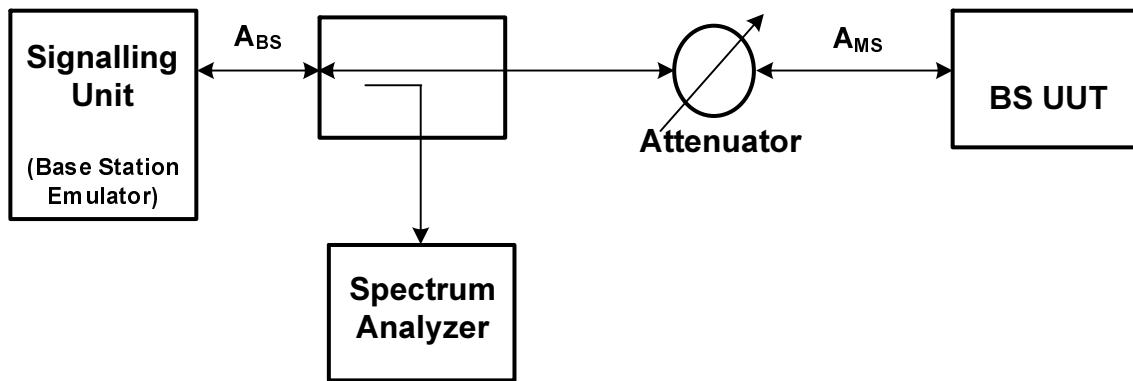 Signalling
Unit
(Base Station
Emulator)
ABS
Attenuator
AMS
BS UUT
Spectrum
Analyzer